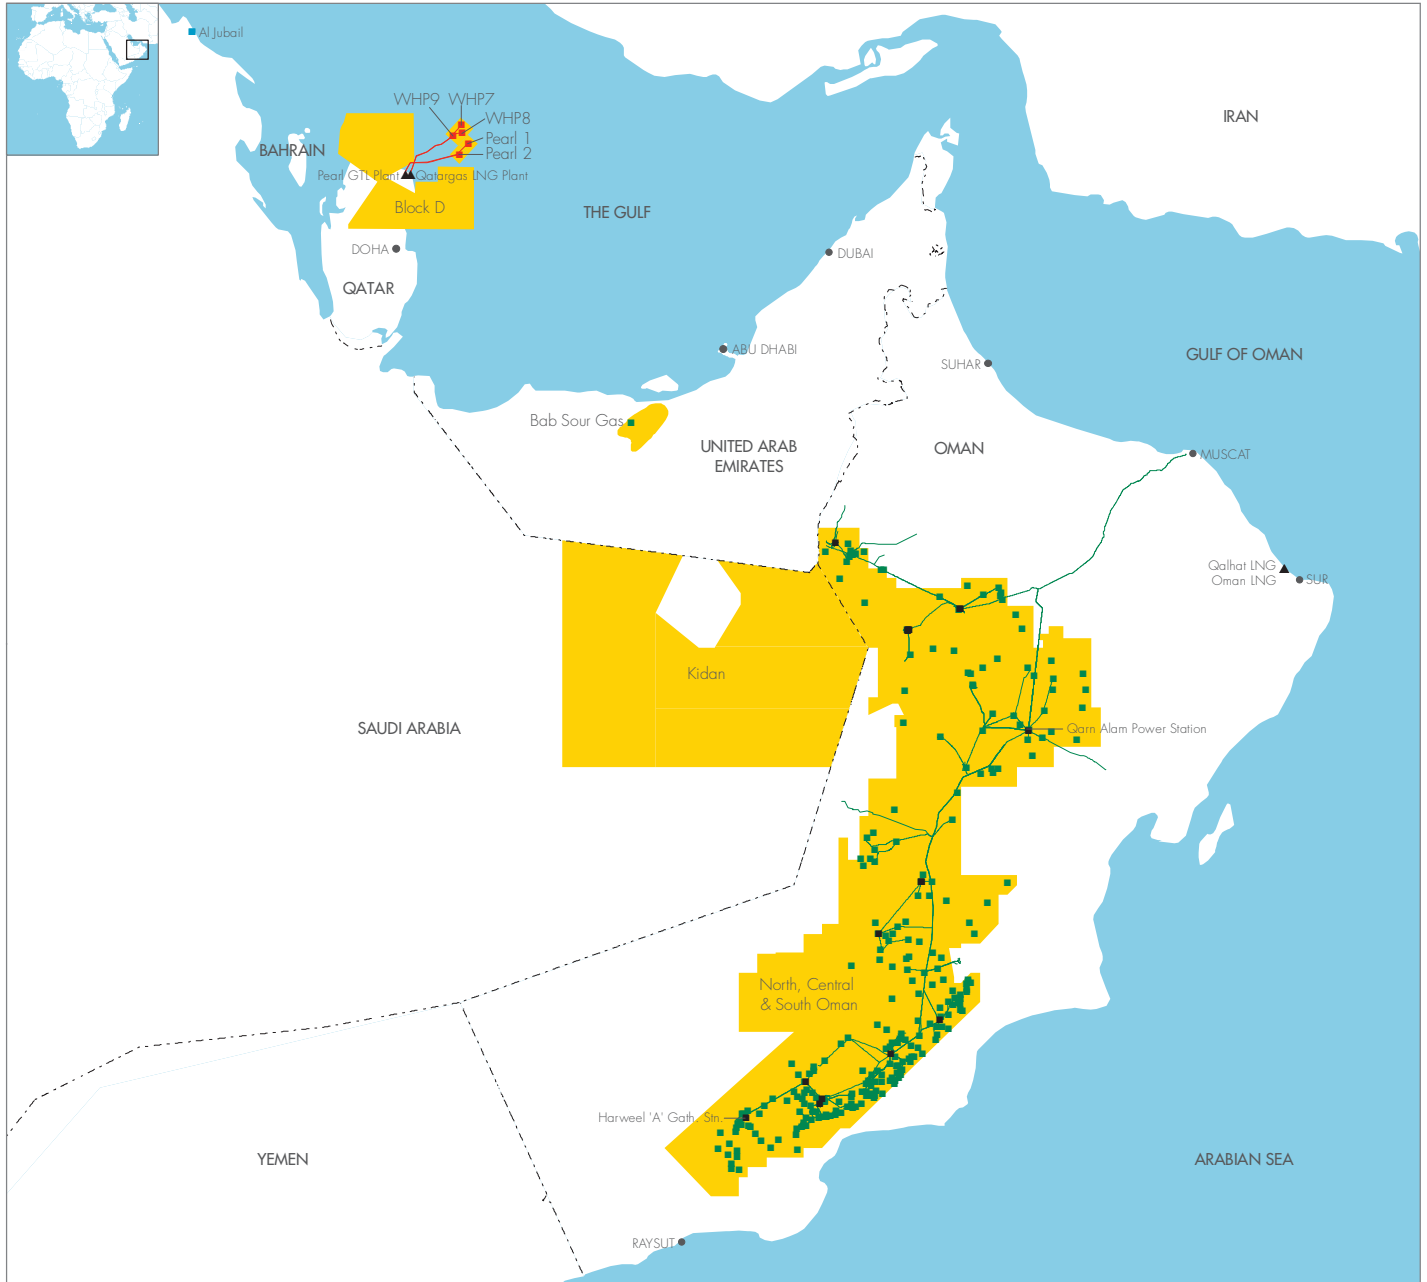 Al Jubail
WHP9
WHP7
WHP8
Pearl 1
Pearl 2
IRAN
BAHRAIN
Pearl GTL Plant
Qatargas LNG Plant
Block D
THE GULF
DOHA
DUBAI
QATAR
ABU DHABI
SUHAR
GULF OF OMAN
Bab Sour Gas
UNITED ARAB
EMIRATES
OMAN
MUSCAT
Qalhat LNG
Oman LNG
SUR
Kidan
SAUDI ARABIA
Qarn Alam Power Station
North, Central
& South Oman
Harweel 'A' Gath. Stn.
YEMEN
ARABIAN SEA
RAYSUT